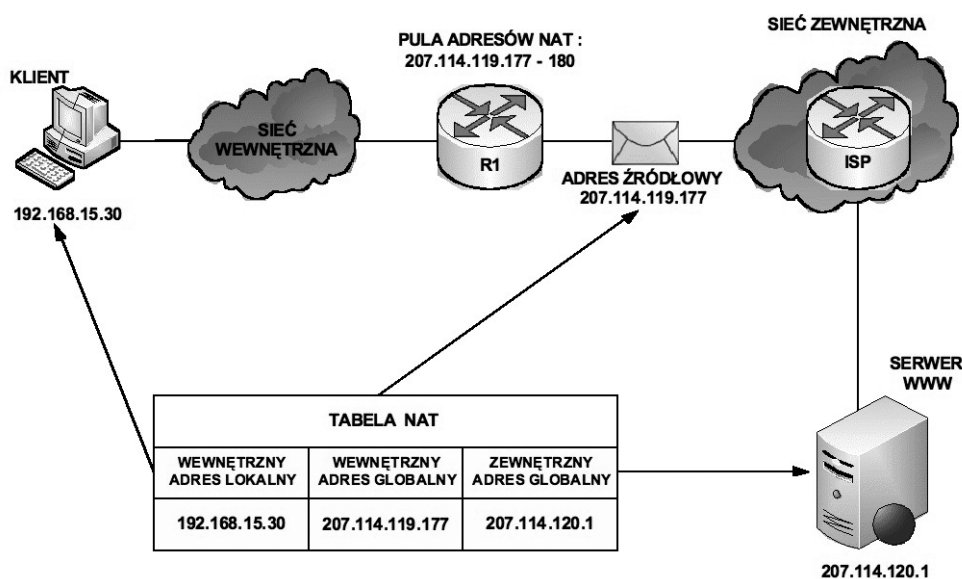 SIEĆ ZEWNĘTRZNA
PULA ADRESÓW NAT :
207.114.119.177 - 180
KLIENT
SIEĆ
WEWNĘTRZNA
R1
ISP
ADRES ŹRÓDŁOWY
207.114.119.177
192.168.15.30
SERWER
WWW
TABELA NAT
WEWNĘTRZNY
ADRES LOKALNY
WEWNĘTRZNY
ADRES GLOBALNY
ZEWNĘTRZNY
ADRES GLOBALNY
192.168.15.30
207.114.119.177
207.114.120.1
207.114.120.1